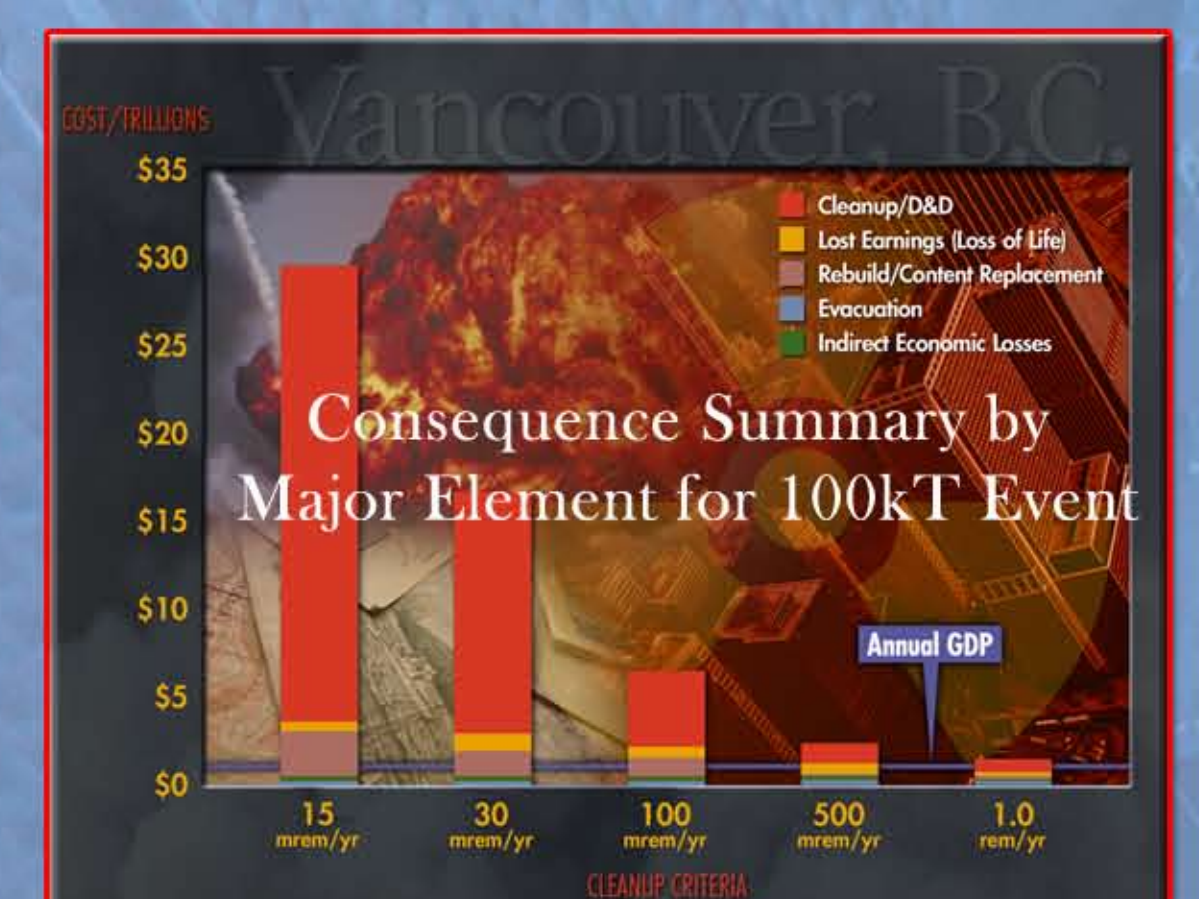 Vancouver, B.C.
COST/TRILLIONS
$35
$30
$25
$20
$15
$10
$5
$0
Cleanup/D&D
Lost Earnings (Loss of Life)
Rebuild/Content Replacement
Evacuation
Indirect Economic Losses
Consequence Summary by
Major Element for 100kT Event
Annual GDP
15
mrem/yr
30
mrem/yr
100
mrem/yr
500
mrem/yr
1.0
rem/yr
CLEANUP CRITERIA